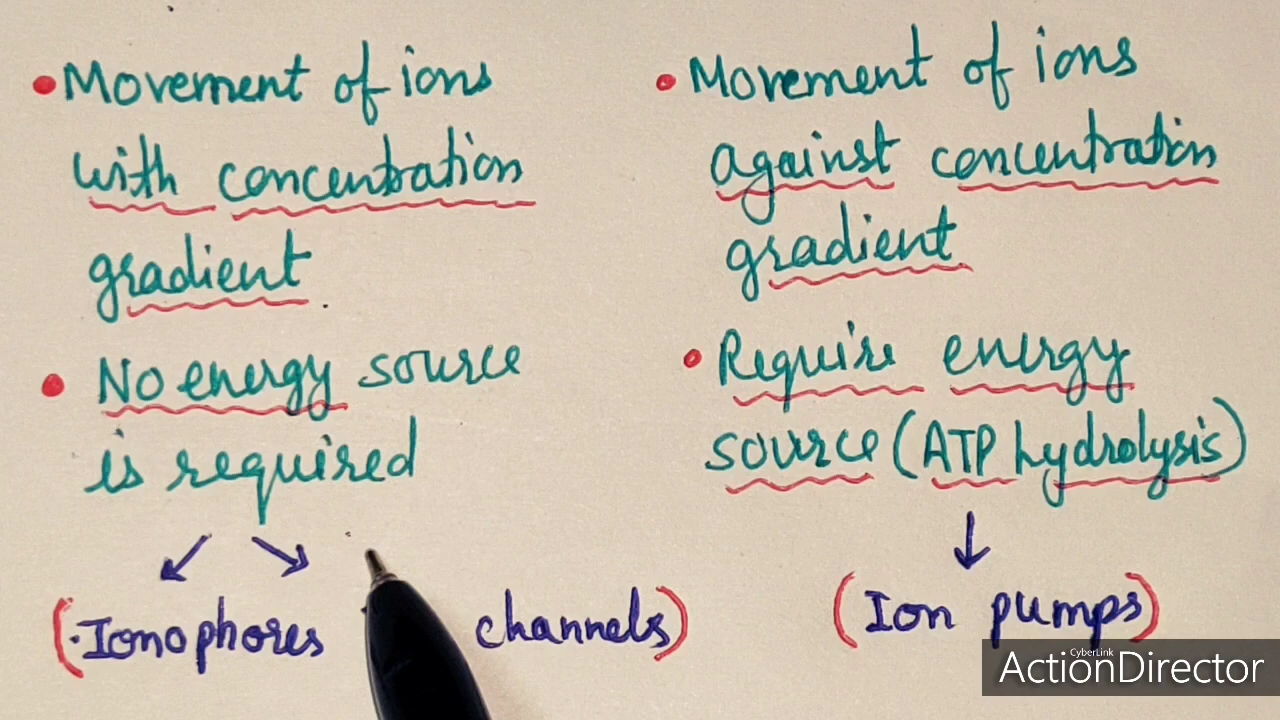 • Movement of ions
with concentration
gradient.
• No energy source
is required
(• Ionophores channels)
• Movement of ions
against concentration
gradient
• Require energy
source (ATP hydrolysis)
(Ion pumps)
CyberLink
ActionDirector